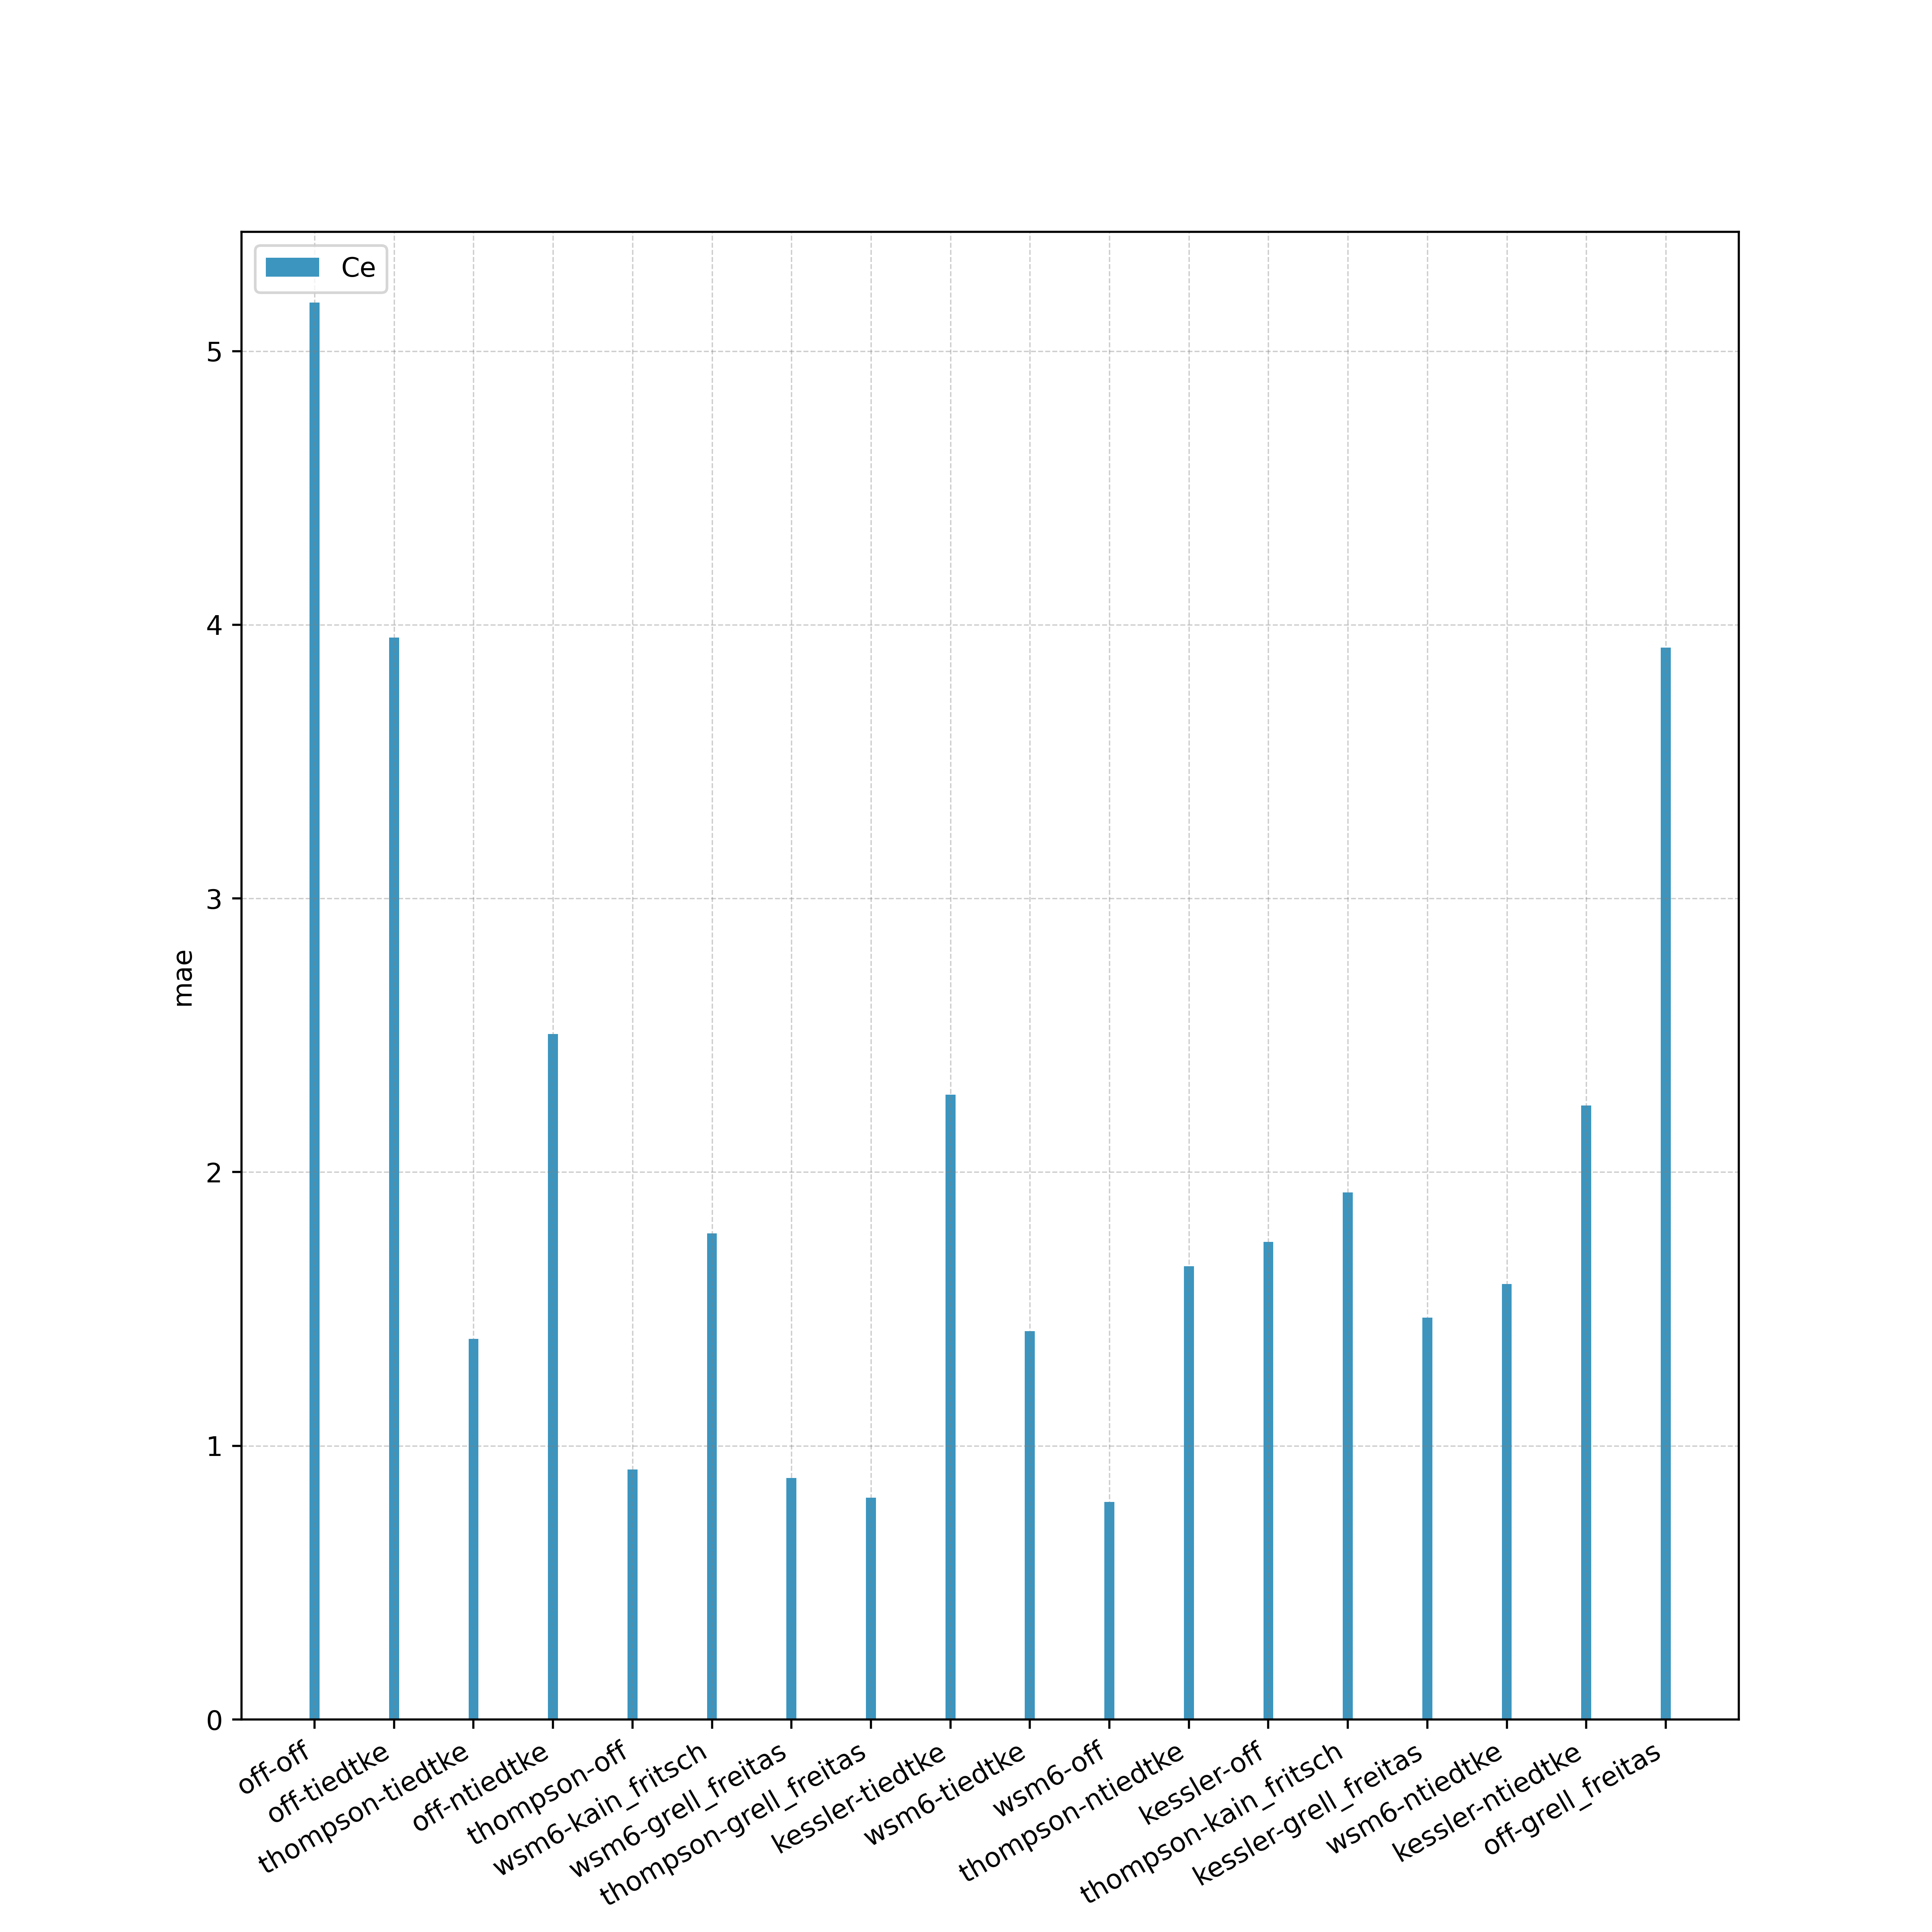 Ce
5
4
3
2
1
0
mae
off-off
off-tiedtke
thompson-tiedtke
off-ntiedtke
thompson-off
wsm6-kain_fritsch
wsm6-grell_freitas
thompson-grell_freitas
kessler-tiedtke
wsm6-tiedtke
wsm6-off
thompson-ntiedtke
kessler-off
thompson-kain_fritsch
kessler-grell_freitas
wsm6-ntiedtke
kessler-ntiedtke
off-grell_freitas